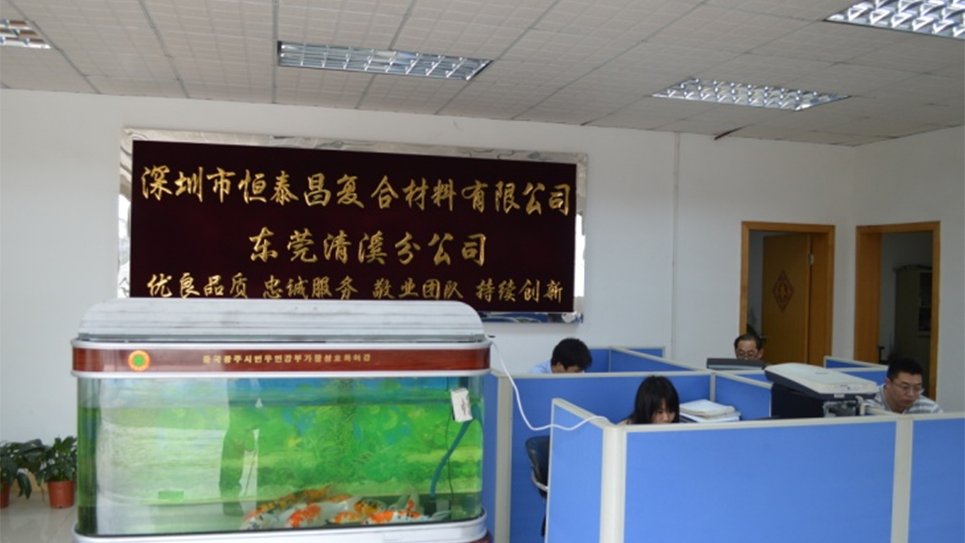 深圳市恒泰昌复合材料有限公司
东莞清溪分公司
优良品质 忠诚服务 敬业团队 持续创新